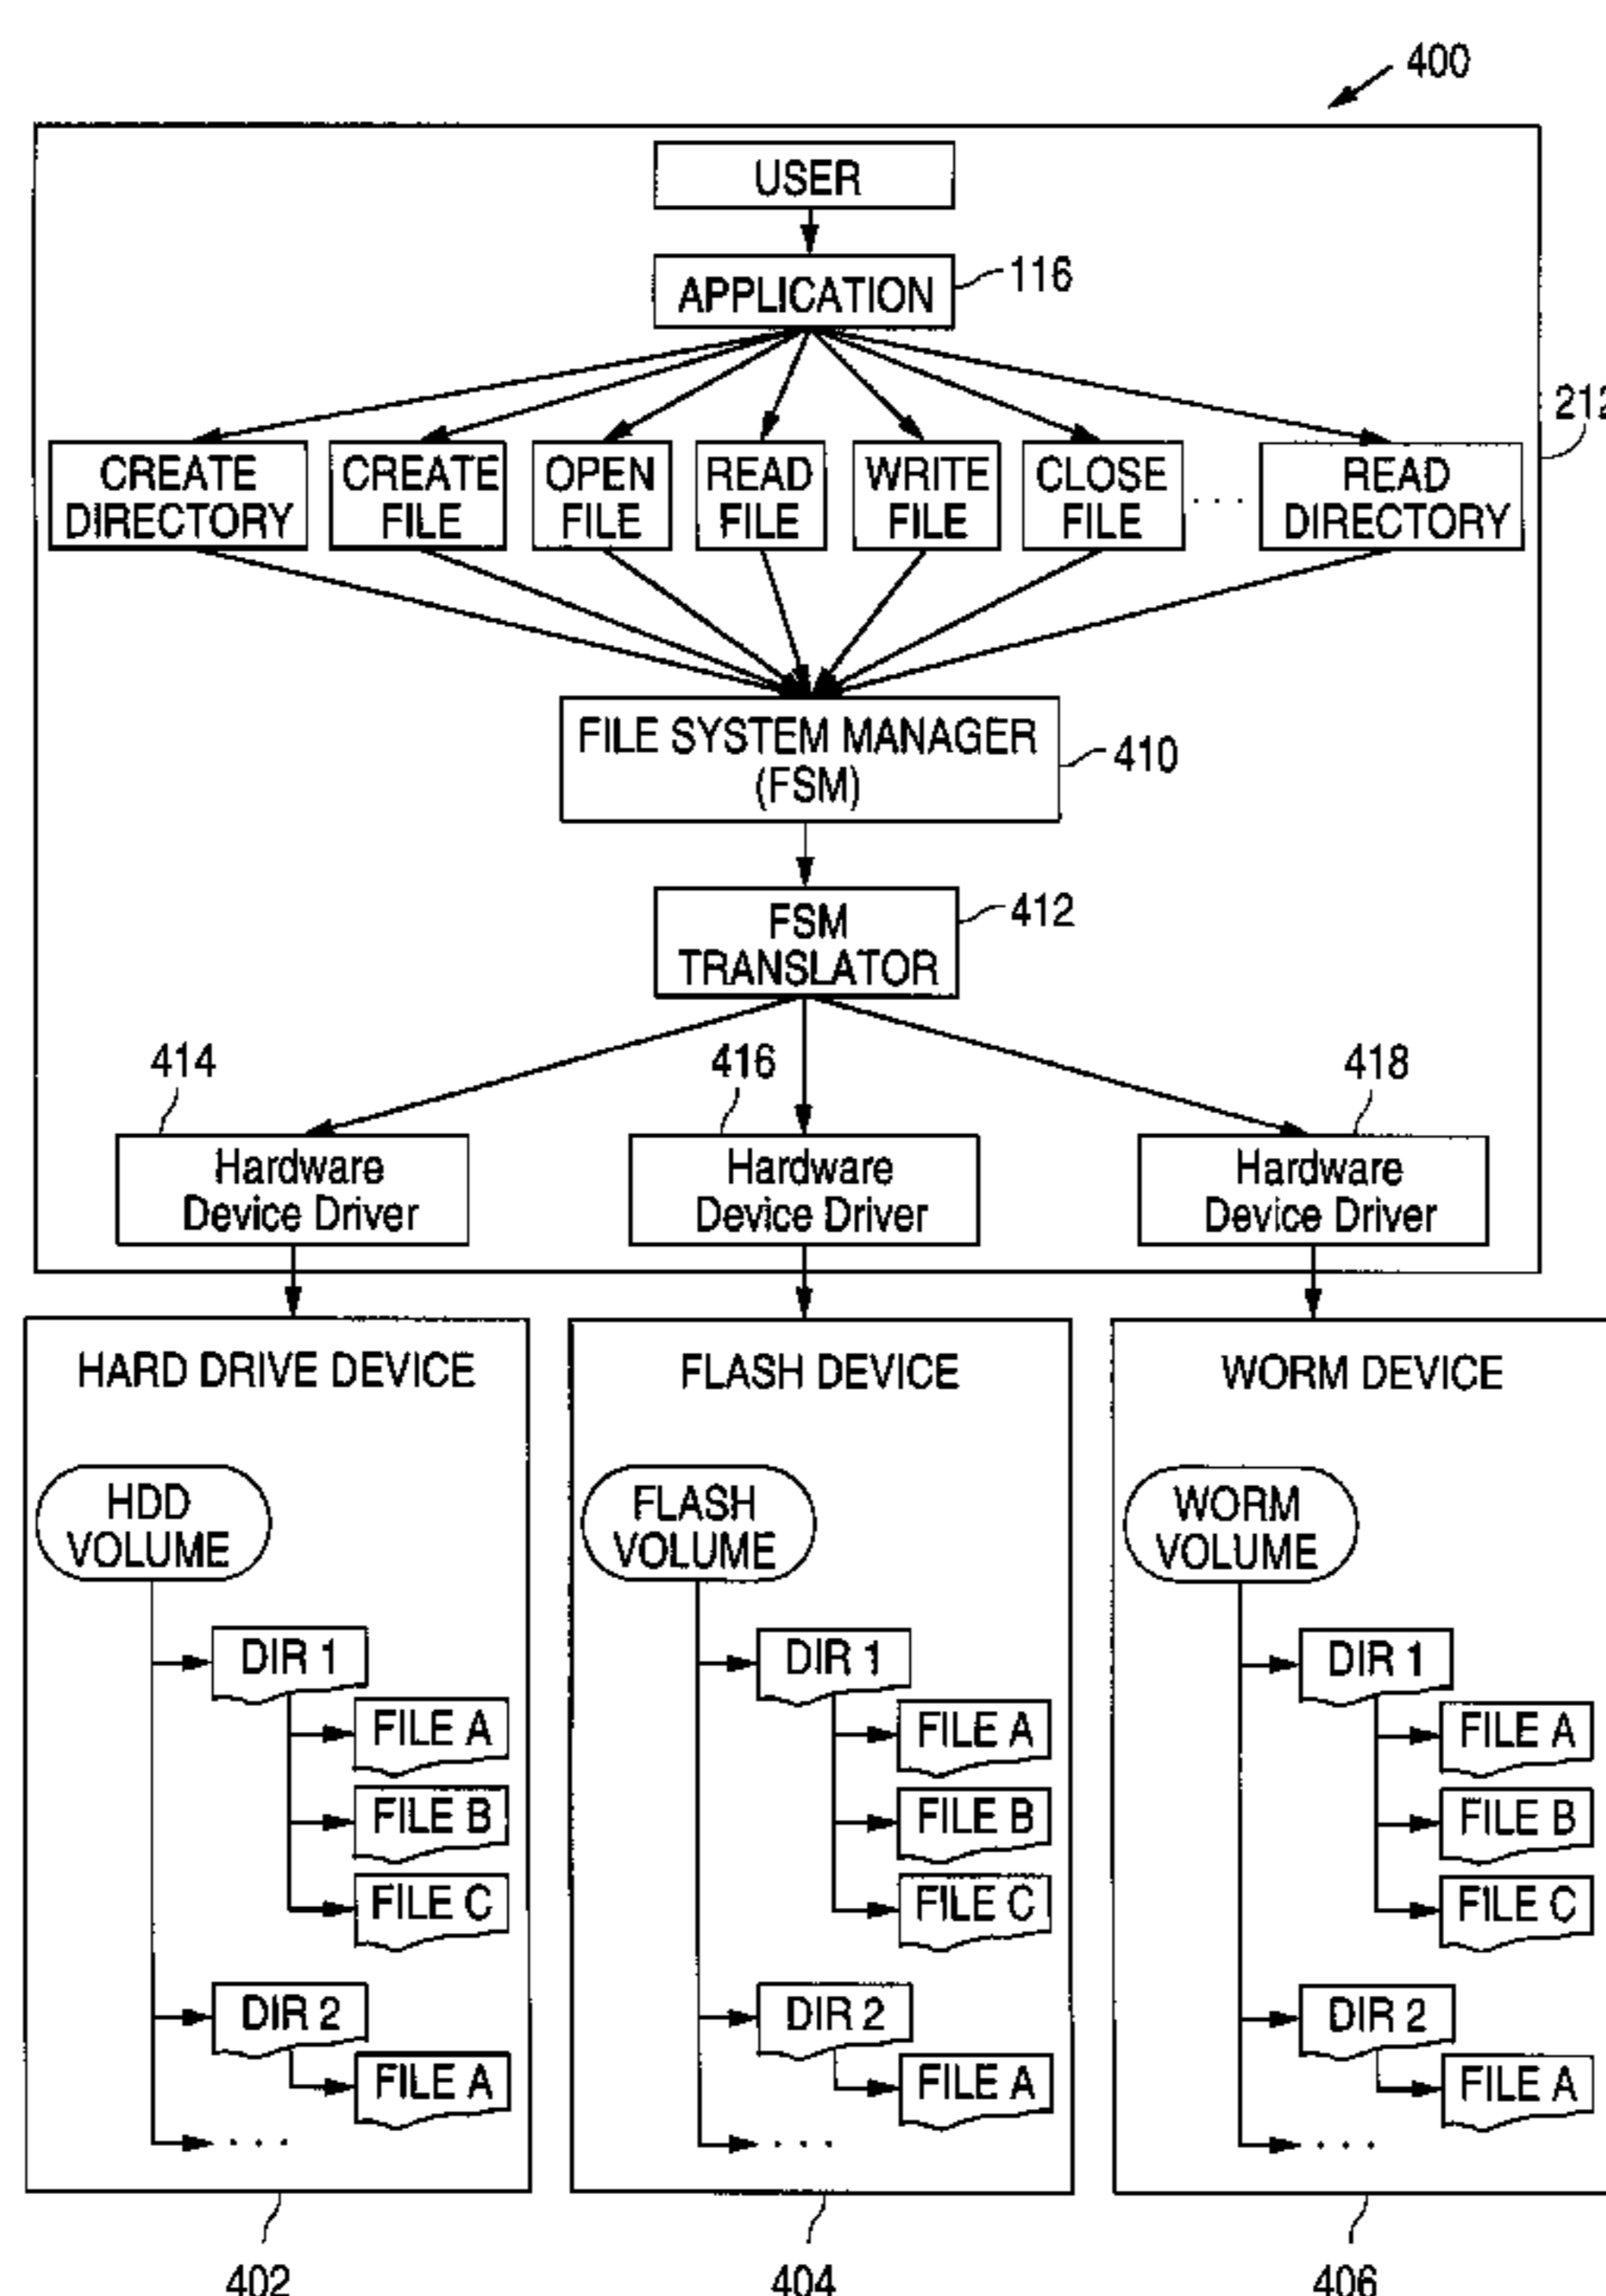 400
USER
APPLICATION
116
212
CREATE
DIRECTORY
CREATE
FILE
OPEN
FILE
READ
FILE
WRITE
FILE
CLOSE
FILE
. . .
READ
DIRECTORY
FILE SYSTEM MANAGER
(FSM)
410
FSM
TRANSLATOR
412
414
416
418
Hardware
Device Driver
Hardware
Device Driver
Hardware
Device Driver
HARD DRIVE DEVICE
HDD
VOLUME
DIR 1
FILE A
FILE B
FILE C
DIR 2
FILE A
. . .
402
FLASH DEVICE
FLASH
VOLUME
DIR 1
FILE A
FILE B
FILE C
DIR 2
FILE A
. . .
404
WORM DEVICE
WORM
VOLUME
DIR 1
FILE A
FILE B
FILE C
DIR 2
FILE A
. . .
406